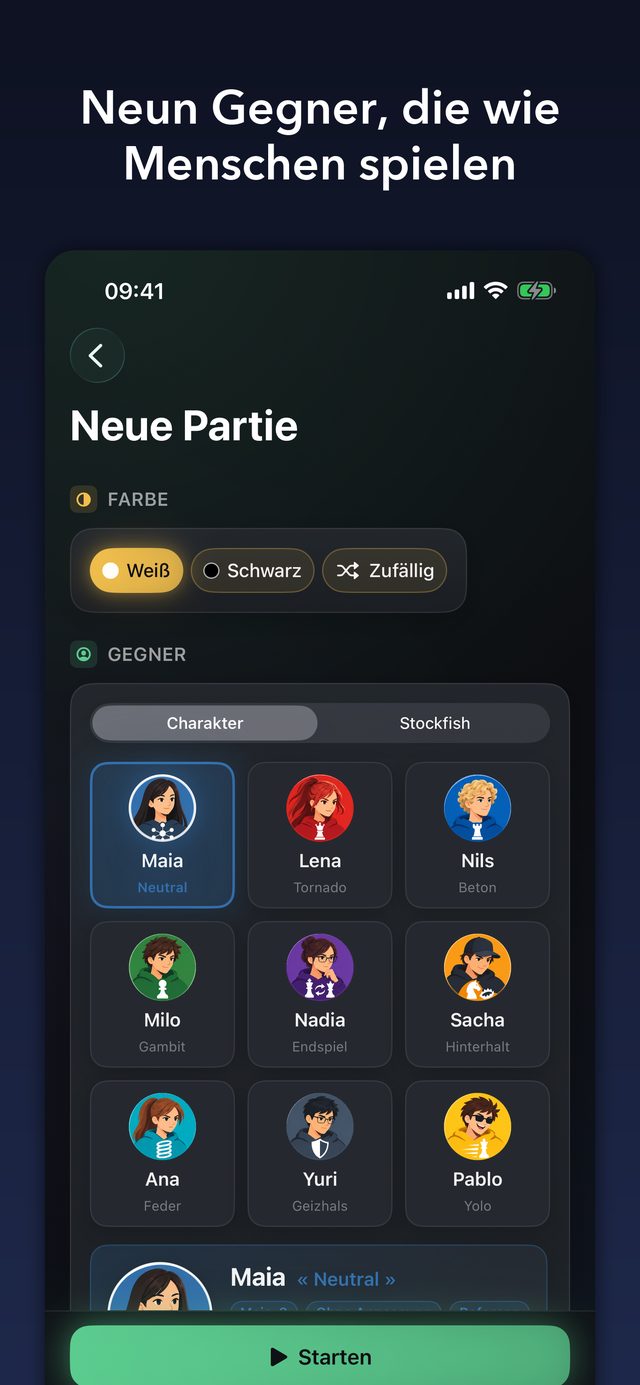 Neun Gegner, die wie
Menschen spielen
09:41
Neue Partie
FARBE
Weiß
Schwarz
Zufällig
GEGNER
Charakter
Stockfish
Maia
Neutral
Lena
Tornado
Nils
Beton
Milo
Gambit
Nadia
Endspiel
Sacha
Hinterhalt
Ana
Feder
Yuri
Geizhals
Pablo
Yolo
Maia « Neutral »
Starten